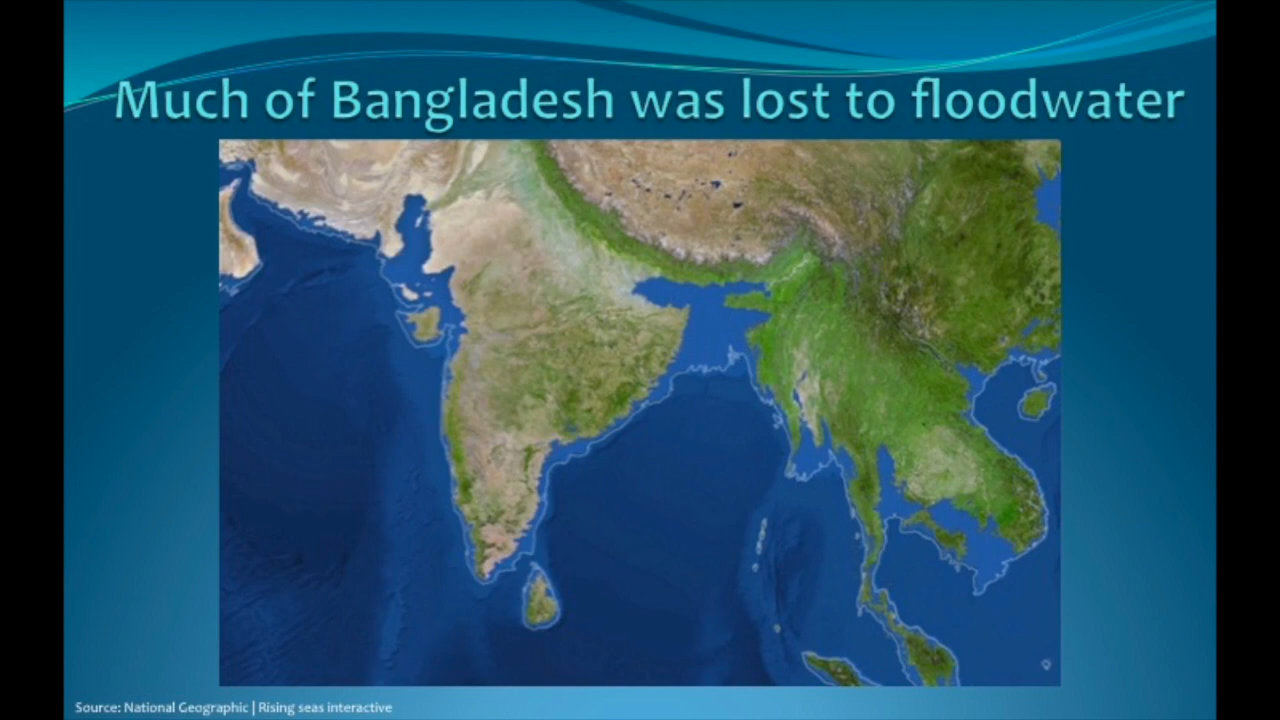 Much of Bangladesh was lost to floodwater
Source: National Geographic | Rising seas interactive